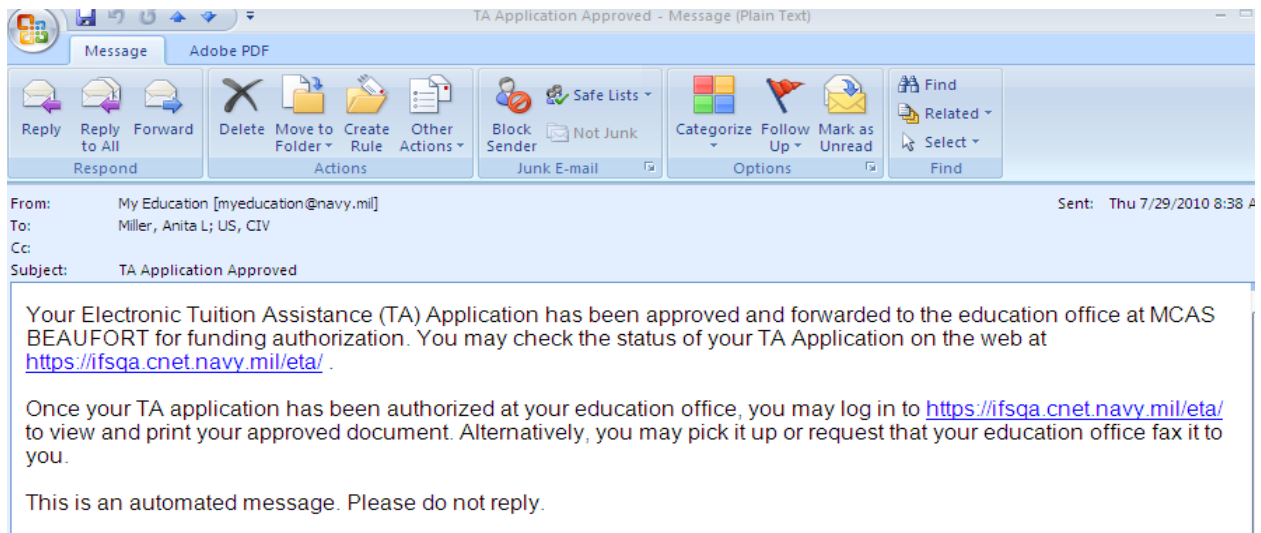 TA Application Approved - Message (Plain Text)
Message Adobe PDF
Reply Reply to All Forward
Respond
Delete Move to Folder Create Rule Other Actions
Actions
Block Sender Safe Lists Not Junk
Junk E-mail
Categorize Follow Up Mark as Unread
Options
Find
Related
Select
Find
From: My Education [myeducation@navy.mil] Sent: Thu 7/29/2010 8:38 A
To: Miller, Anita L; US, CIV
Cc:
Subject: TA Application Approved
Your Electronic Tuition Assistance (TA) Application has been approved and forwarded to the education office at MCAS
BEAUFORT for funding authorization. You may check the status of your TA Application on the web at
https://ifsqa.cnet.navy.mil/eta/ .
Once your TA application has been authorized at your education office, you may log in to https://ifsqa.cnet.navy.mil/eta/
to view and print your approved document. Alternatively, you may pick it up or request that your education office fax it to
you.
This is an automated message. Please do not reply.